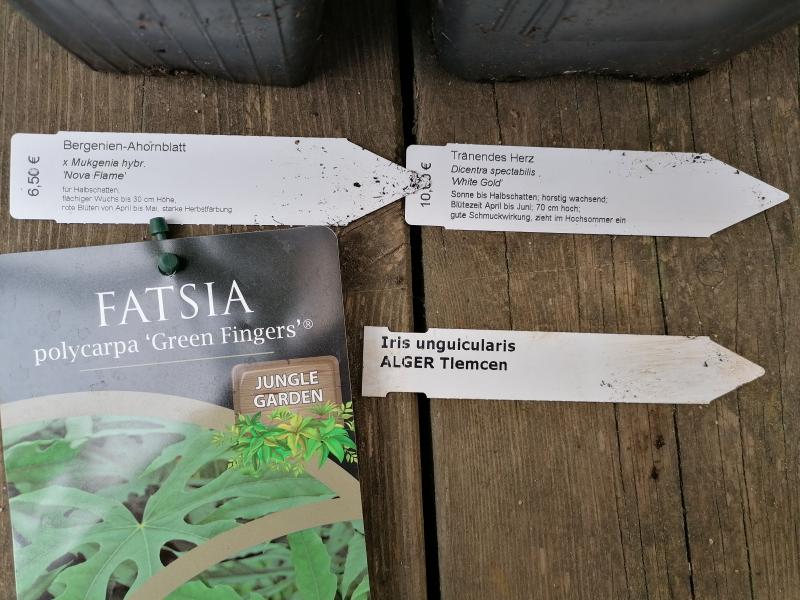 Bergenien-Ahornblatt
x Mukgenia hybr.
'Nova Flame'
für Halbschatten,
flächiger Wuchs bis 30 cm Höhe,
rote Blüten von April bis Mai, starke Herbstfärbung
6,50 €
Tränendes Herz
Dicentra spectabilis
'White Gold'
Sonne bis Halbschatten; horstig wachsend;
Blütezeit April bis Juni; 70 cm hoch;
gute Schmuckwirkung, zieht im Hochsommer ein
€
FATSIA
polycarpa 'Green Fingers'®
JUNGLE
GARDEN
Iris unguicularis
ALGER Tlemcen